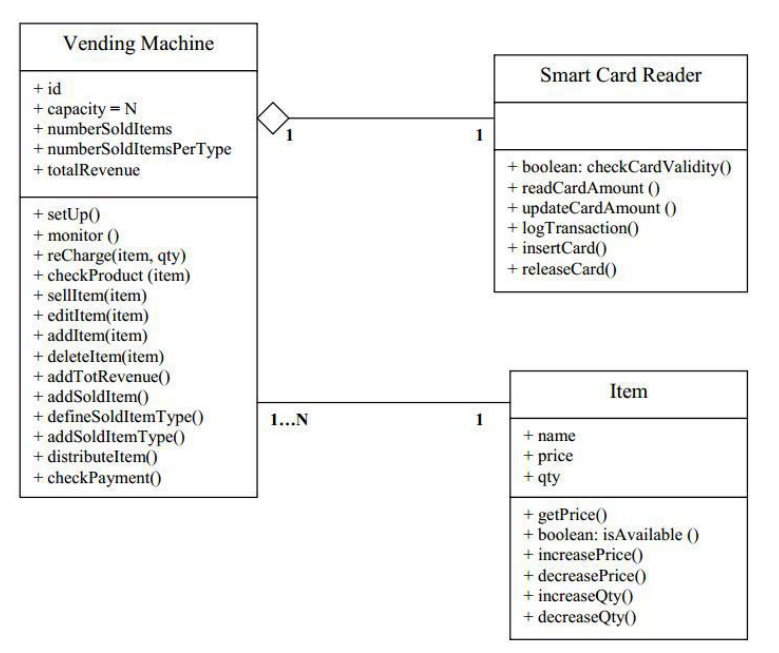 Vending Machine
+ id
+ capacity = N
+ numberSoldItems
+ numberSoldItemsPerType
+ totalRevenue
+ setUp()
+ monitor ()
+ reCharge(item, qty)
+ checkProduct (item)
+ sellItem(item)
+ editItem(item)
+ addItem(item)
+ deleteItem(item)
+ addTotRevenue()
+ addSoldItem()
+ defineSoldItemType()
+ addSoldItemType()
+ distributeItem()
+ checkPayment()
1
1
Smart Card Reader
+ boolean: checkCardValidity()
+ readCardAmount ()
+ updateCardAmount ()
+ logTransaction()
+ insertCard()
+ releaseCard()
1…N
1
Item
+ name
+ price
+ qty
+ getPrice()
+ boolean: isAvailable ()
+ increasePrice()
+ decreasePrice()
+ increaseQty()
+ decreaseQty()